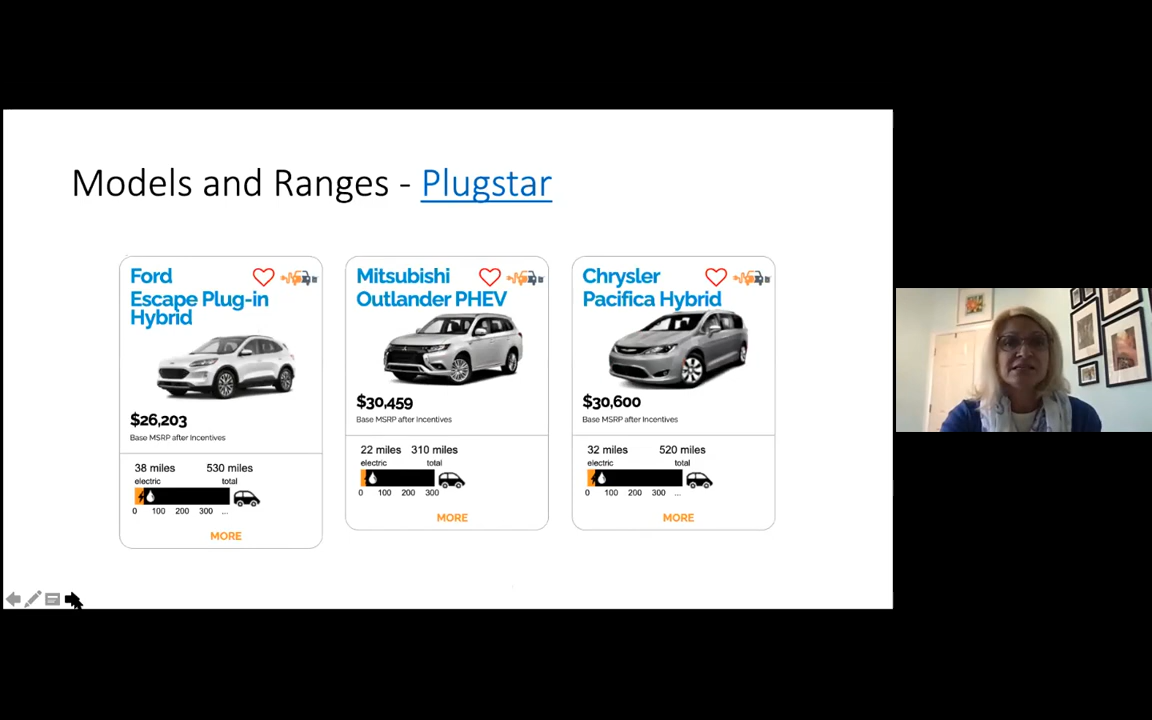 Models and Ranges - Plugstar
Ford
Escape Plug-in
Hybrid
$26,203
Base MSRP after Incentives
38 miles 530 miles
electric total
0 100 200 300 ...
MORE
Mitsubishi
Outlander PHEV
$30,459
Base MSRP after Incentives
22 miles 310 miles
electric total
0 100 200 300
MORE
Chrysler
Pacifica Hybrid
$30,600
Base MSRP after Incentives
32 miles 520 miles
electric total
0 100 200 300 ...
MORE